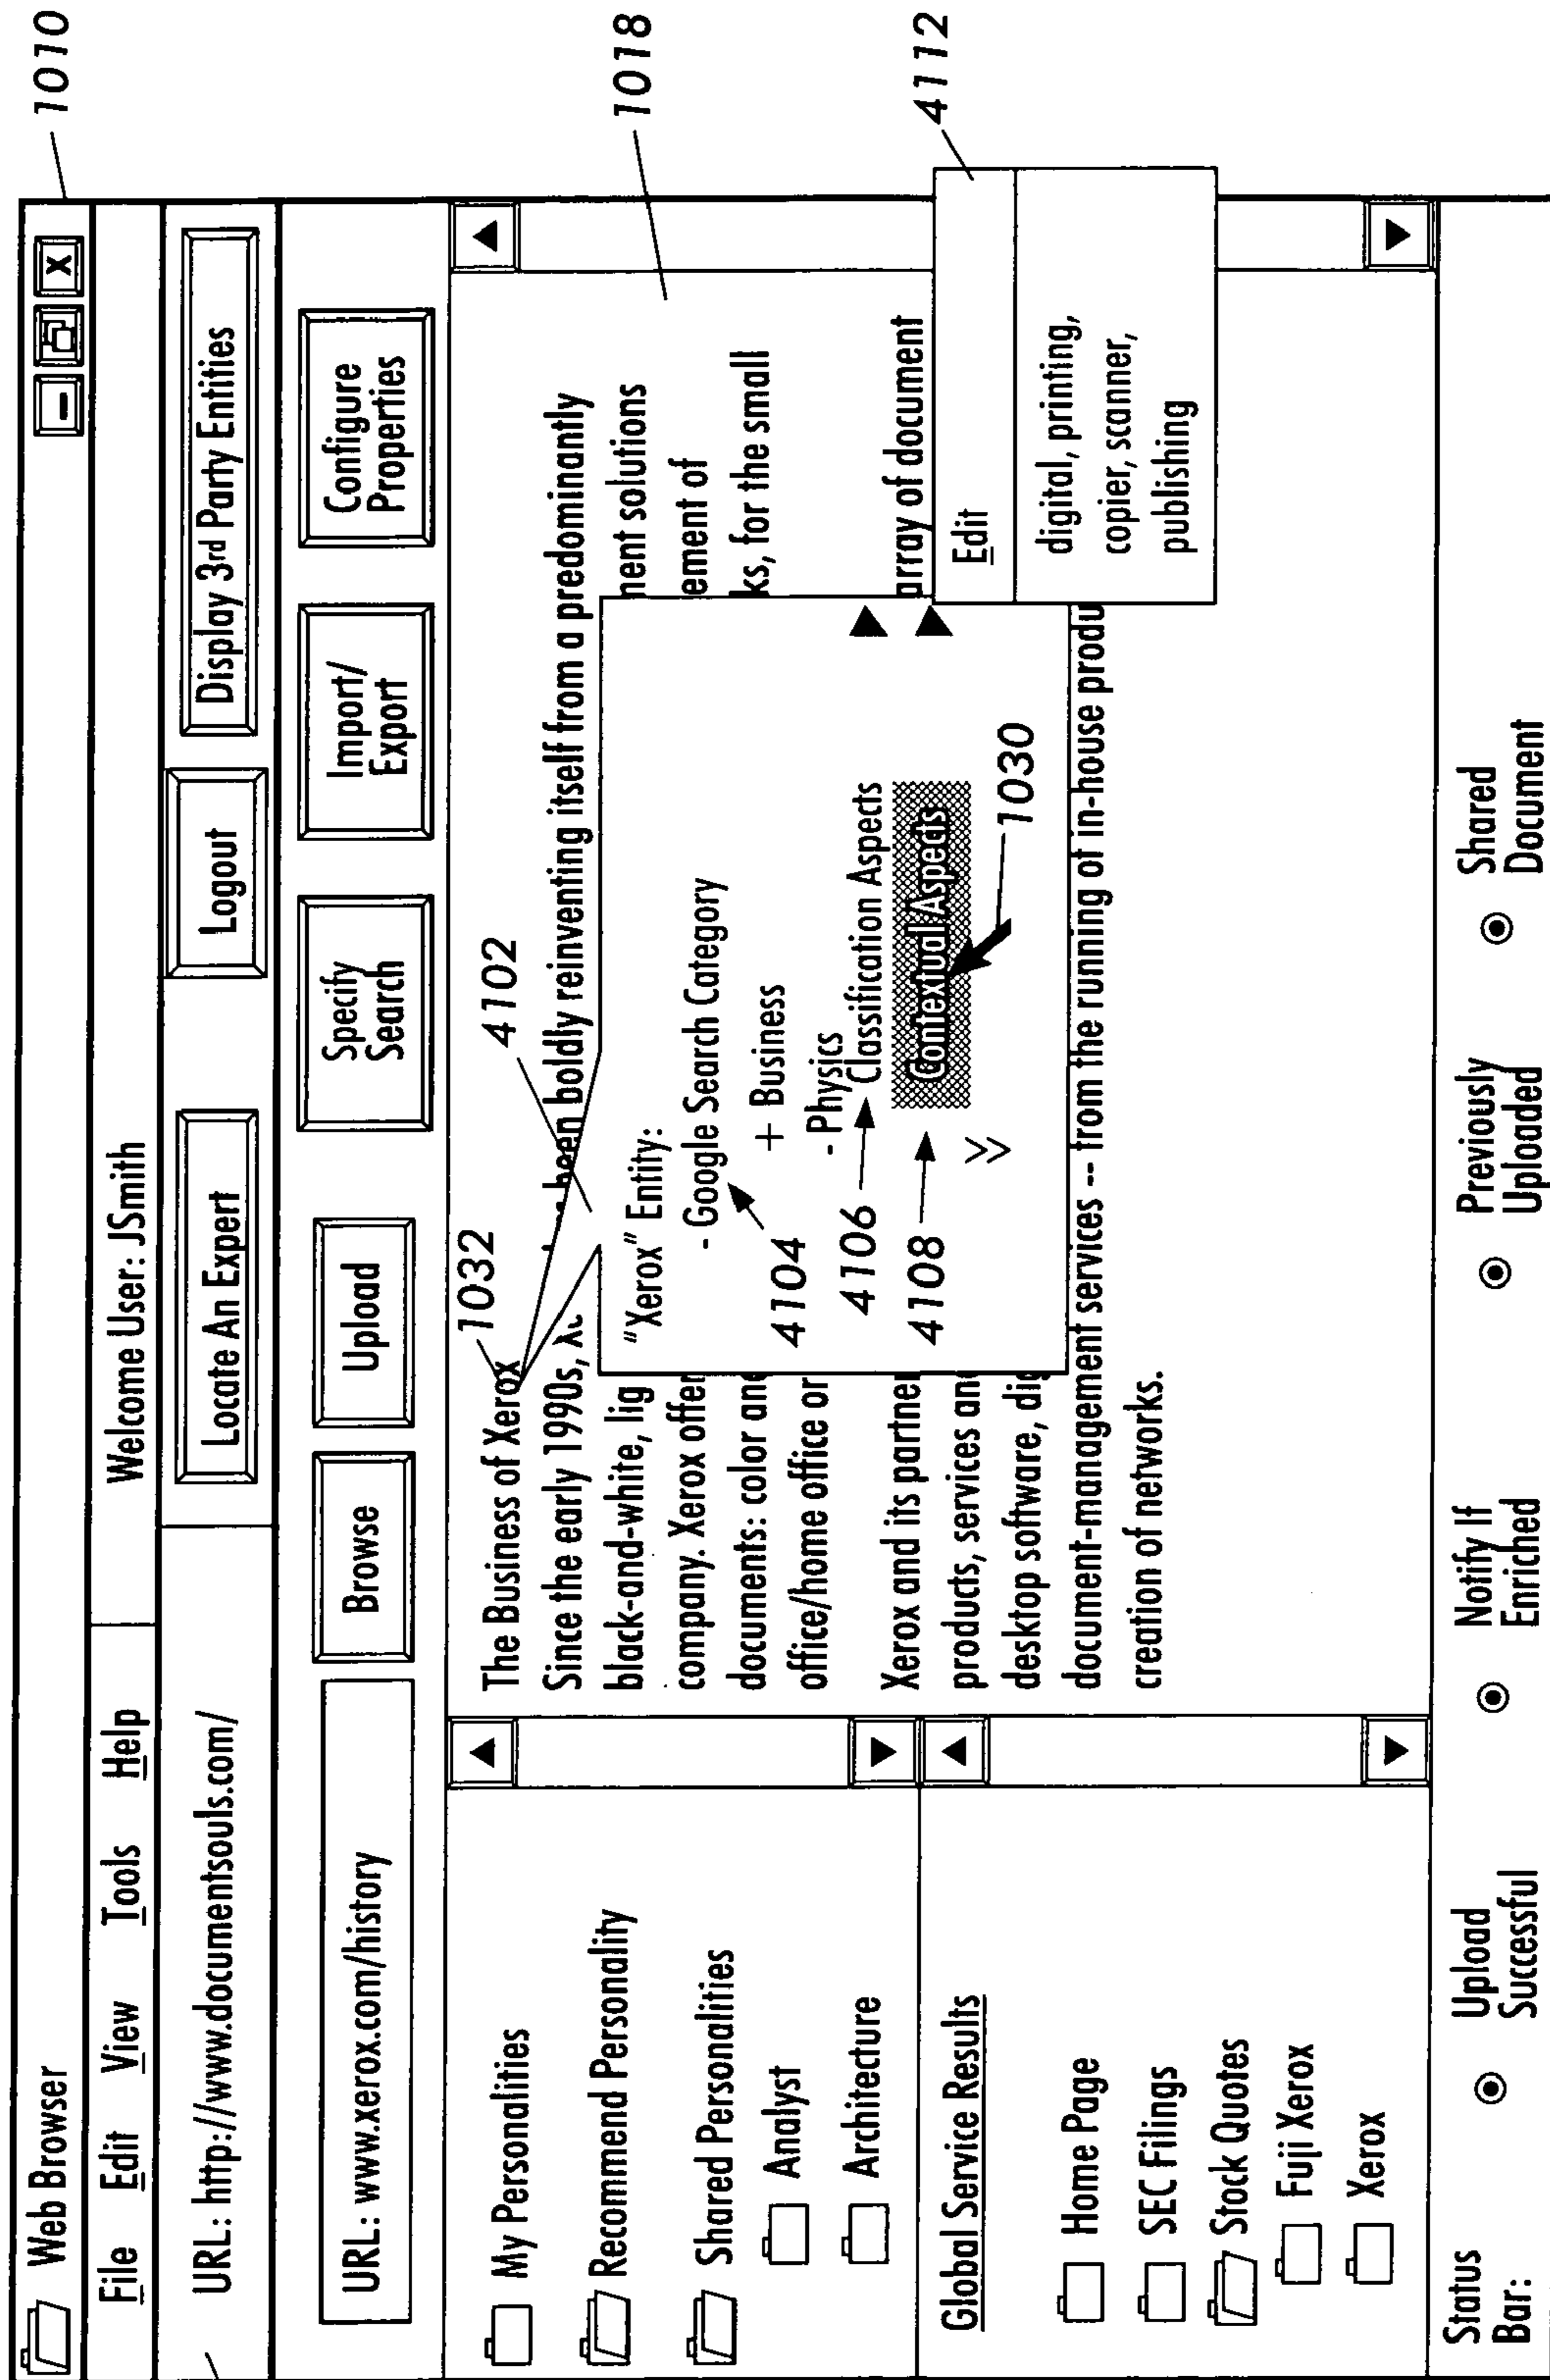 1010
Web Browser
File Edit View Tools Help
Welcome User: JSmith
URL: http://www.documentsouls.com/
Locate An Expert
Logout
Display 3rd Party Entities
URL: www.xerox.com/history
Browse
Upload
Specify
Search
Import/
Export
Configure
Properties
My Personalities
Recommend Personality
Shared Personalities
Analyst
Architecture
Global Service Results
Home Page
SEC Filings
Stock Quotes
Fuji Xerox
Xerox
1032
4102
1018
The Business of Xerox
Since the early 1990s, been boldly reinventing itself from a predominantly
black-and-white, lig ment solutions
company. Xerox offer ement of
documents: color and ks, for the small
office/home office or
Xerox and its partner array of document
products, services and
desktop software, dig
document-management services -- from the running of in-house produ
creation of networks.
"Xerox" Entity:
- Google Search Category
+ Business
- Physics
Classification Aspects
Contextual Aspects
4104
4106
4108
1030
4112
Edit
digital, printing,
copier, scanner,
publishing
Status
Bar:
Upload
Successful
Notify If
Enriched
Previously
Uploaded
Shared
Document